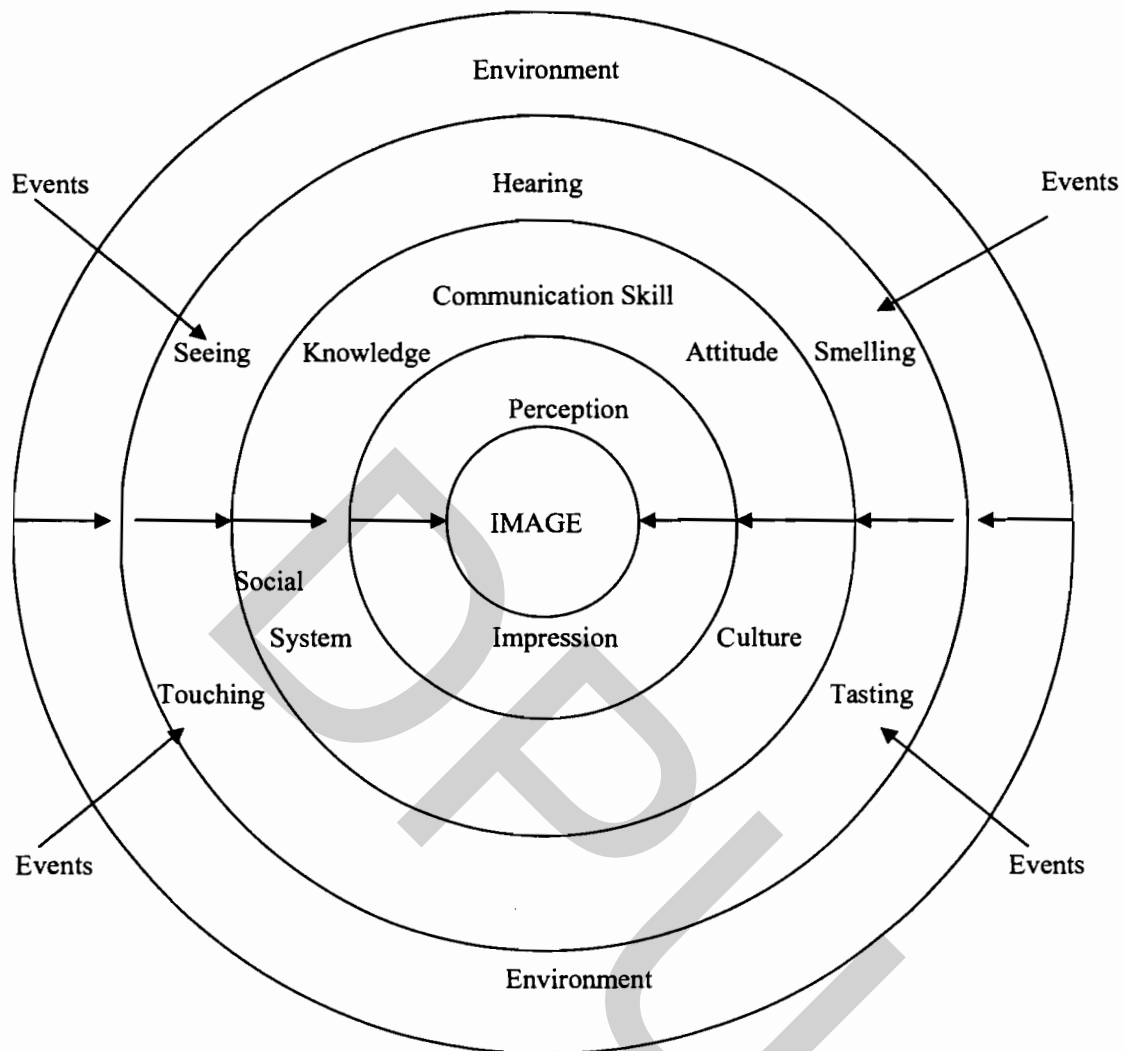 Environment
Events
Hearing
Events
Communication Skill
Seeing
Knowledge
Attitude
Smelling
Perception
IMAGE
Social
System
Impression
Culture
Touching
Tasting
Events
Events
Environment
DPU